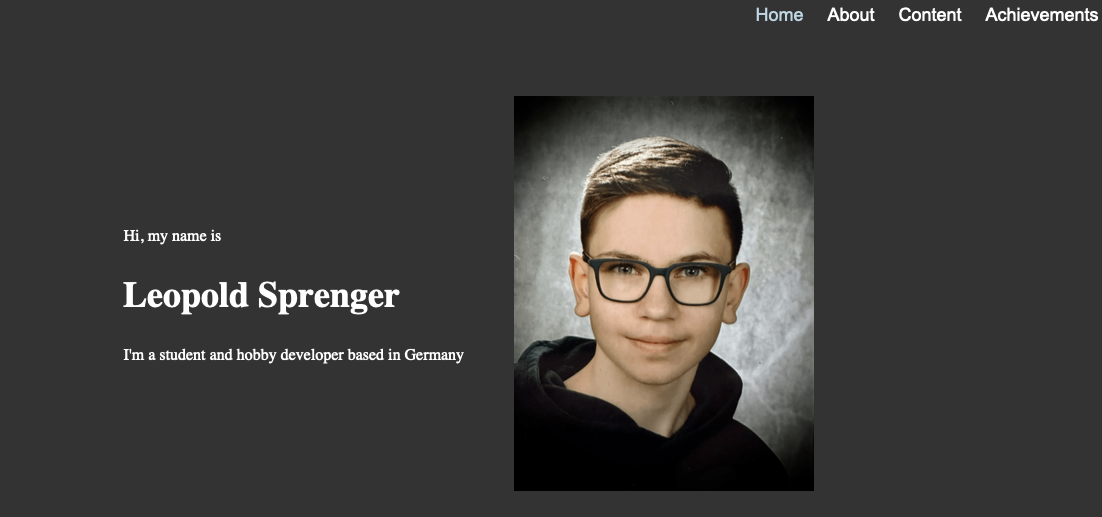 Home About Content Achievements
Hi, my name is
Leopold Sprenger
I'm a student and hobby developer based in Germany